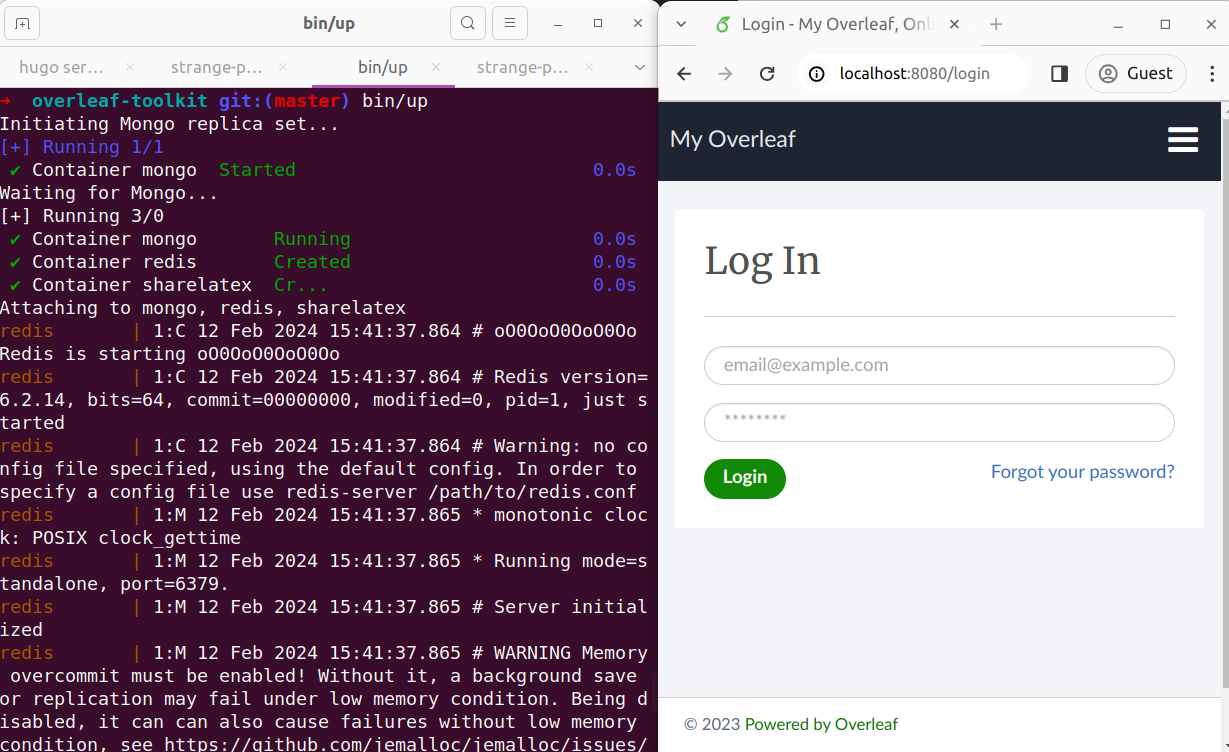 bin/up
hugo ser...
strange-p...
bin/up
strange-p...
→ overleaf-toolkit git:(master) bin/up
Initiating Mongo replica set...
[+] Running 1/1
✔ Container mongo Started 0.0s
Waiting for Mongo...
[+] Running 3/0
✔ Container mongo Running 0.0s
✔ Container redis Created 0.0s
✔ Container sharelatex Cr... 0.0s
Attaching to mongo, redis, sharelatex
redis | 1:C 12 Feb 2024 15:41:37.864 # oO0OoO0OoO0Oo
Redis is starting oO0OoO0OoO0Oo
redis | 1:C 12 Feb 2024 15:41:37.864 # Redis version=
6.2.14, bits=64, commit=00000000, modified=0, pid=1, just s
tarted
redis | 1:C 12 Feb 2024 15:41:37.864 # Warning: no co
nfig file specified, using the default config. In order to
specify a config file use redis-server /path/to/redis.conf
redis | 1:M 12 Feb 2024 15:41:37.865 * monotonic cloc
k: POSIX clock_gettime
redis | 1:M 12 Feb 2024 15:41:37.865 * Running mode=s
tandalone, port=6379.
redis | 1:M 12 Feb 2024 15:41:37.865 # Server initial
ized
redis | 1:M 12 Feb 2024 15:41:37.865 # WARNING Memory
overcommit must be enabled! Without it, a background save
or replication may fail under low memory condition. Being d
isabled, it can can also cause failures without low memory
condition, see https://github.com/jemalloc/jemalloc/issues/
Login - My Overleaf, Onli
localhost:8080/login
Guest
My Overleaf
Log In
email@example.com
********
Login
Forgot your password?
© 2023 Powered by Overleaf